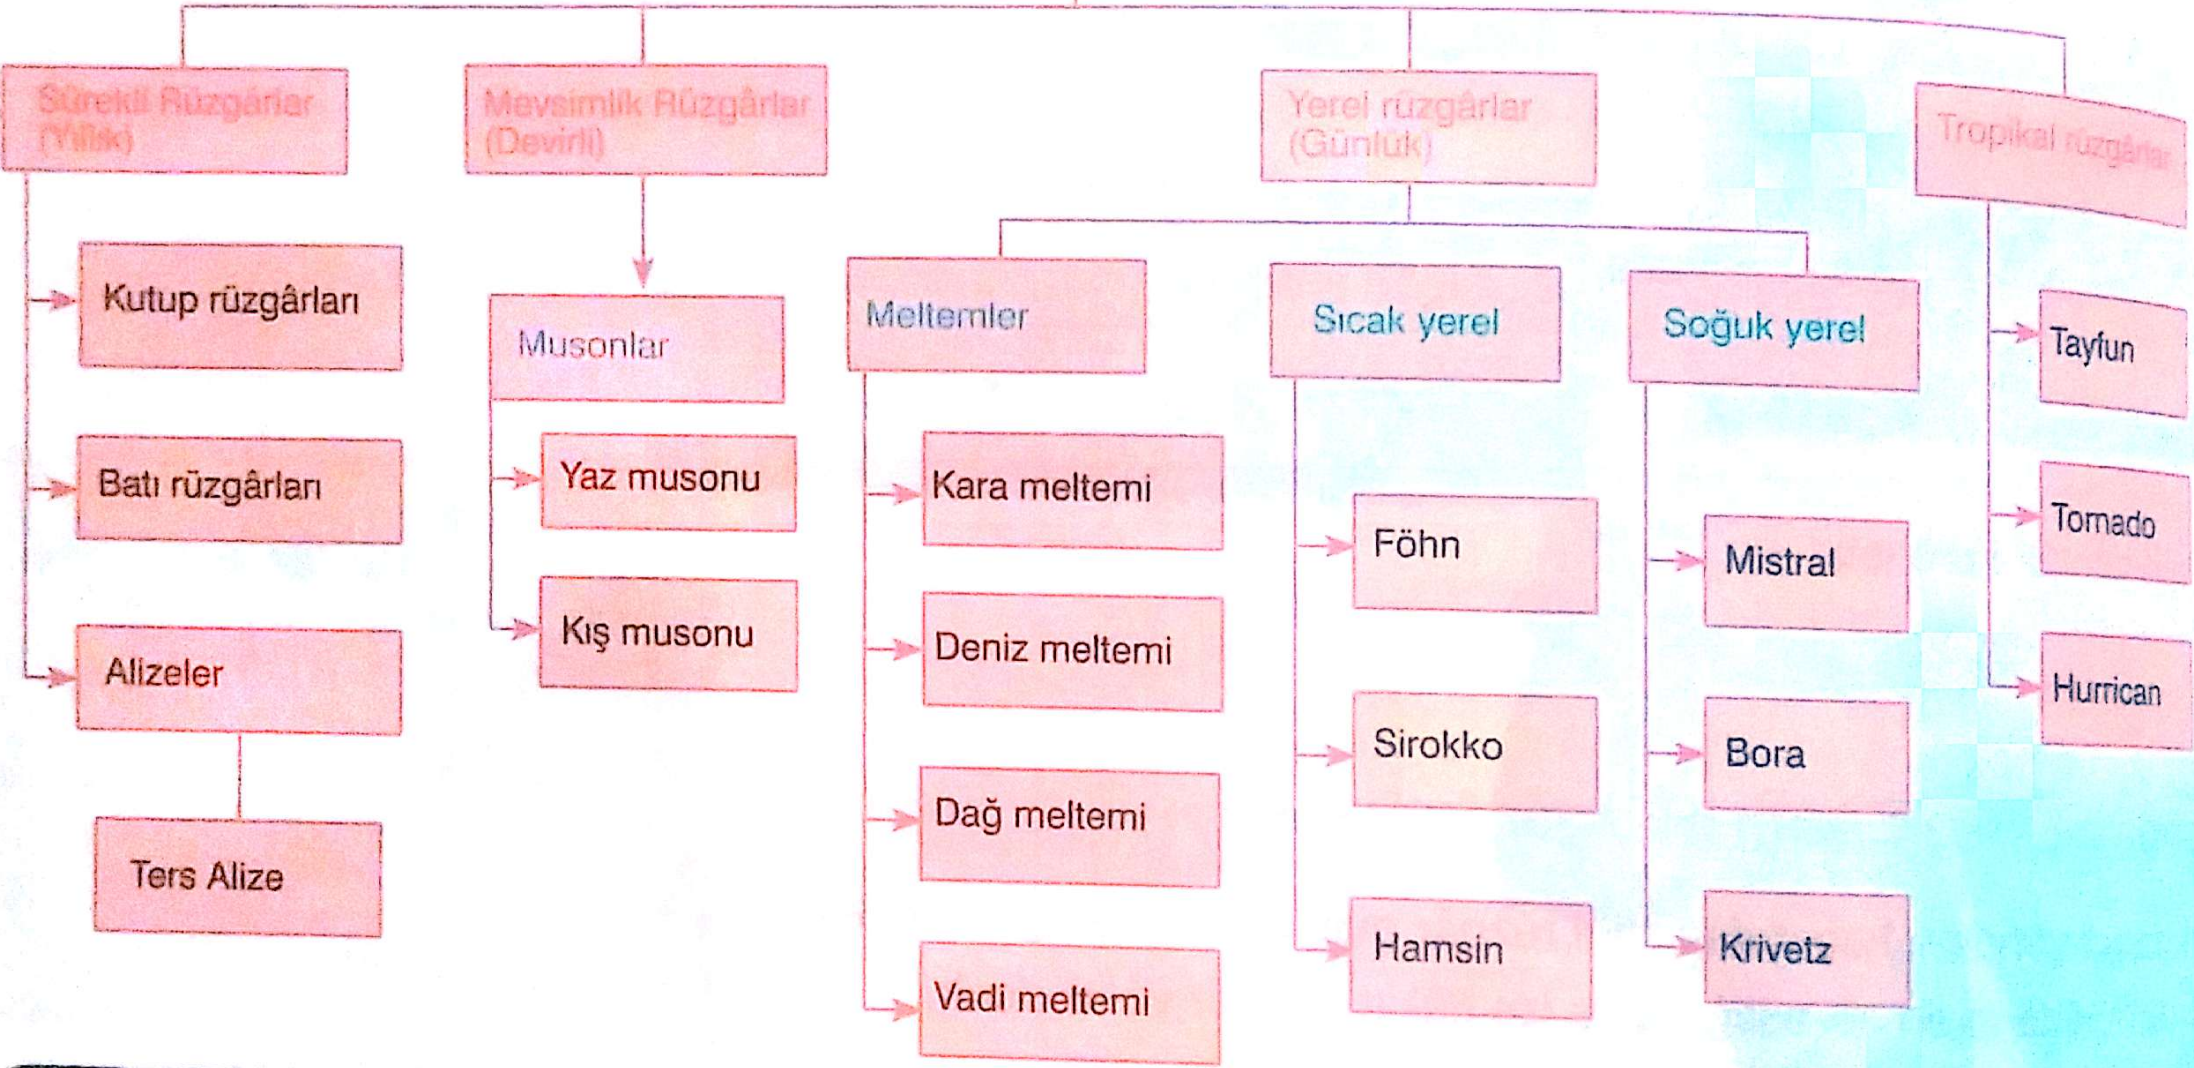 Sürekli Rüzgârlar
(Yıllık)
Kutup rüzgârları
Batı rüzgârları
Alizeler
Ters Alize
Mevsimlik Rüzgârlar
(Devirli)
Musonlar
Yaz musonu
Kış musonu
Yerel rüzgârlar
(Günlük)
Meltemler
Kara meltemi
Deniz meltemi
Dağ meltemi
Vadi meltemi
Sıcak yerel
Föhn
Sirokko
Hamsin
Soğuk yerel
Mistral
Bora
Krivetz
Tropikal rüzgârlar
Tayfun
Tornado
Hurrican